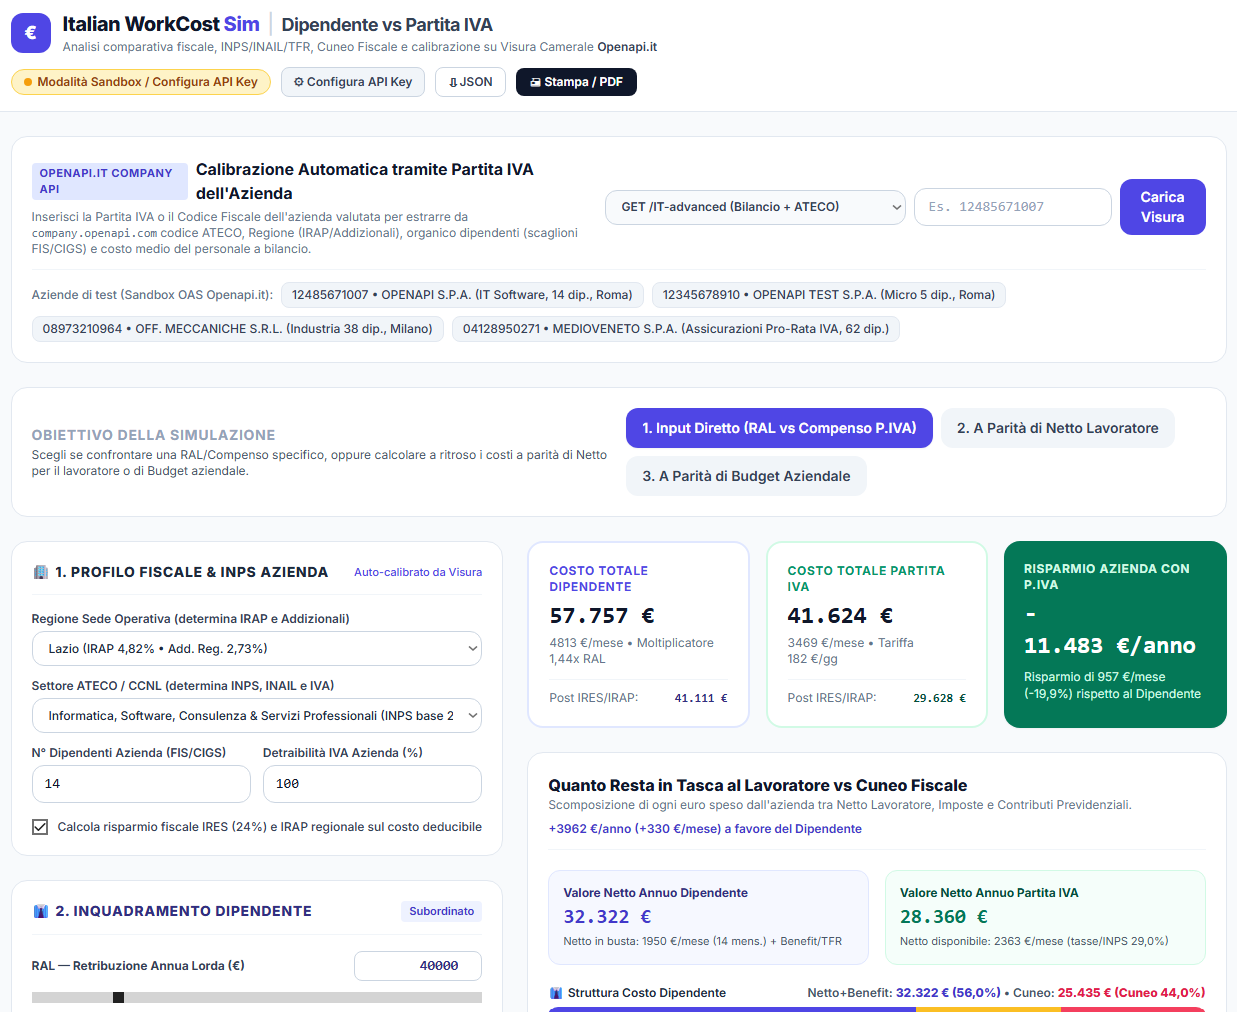 € Italian WorkCost Sim Dipendente vs Partita IVA
Analisi comparativa fiscale, INPS/INAIL/TFR, Cuneo Fiscale e calibrazione su Visura Camerale Openapi.it
Modalità Sandbox / Configura API Key
Configura API Key
JSON
Stampa / PDF
OPENAPI.IT COMPANY
API
Calibrazione Automatica tramite Partita IVA
dell'Azienda
Inserisci la Partita IVA o il Codice Fiscale dell'azienda valutata per estrarre da
company.openapi.com codice ATECO, Regione (IRAP/Addizionali), organico dipendenti (scaglioni
FIS/CIGS) e costo medio del personale a bilancio.
GET /IT-advanced (Bilancio + ATECO)
Es. 12485671007
Carica
Visura
Aziende di test (Sandbox OAS Openapi.it):
12485671007 • OPENAPI S.P.A. (IT Software, 14 dip., Roma)
12345678910 • OPENAPI TEST S.P.A. (Micro 5 dip., Roma)
08973210964 • OFF. MECCANICHE S.R.L. (Industria 38 dip., Milano)
04128950271 • MEDIOVENETO S.P.A. (Assicurazioni Pro-Rata IVA, 62 dip.)
OBIETTIVO DELLA SIMULAZIONE
Scegli se confrontare una RAL/Compenso specifico, oppure calcolare a ritroso i costi a parità di Netto
per il lavoratore o di Budget aziendale.
1. Input Diretto (RAL vs Compenso P.IVA)
2. A Parità di Netto Lavoratore
3. A Parità di Budget Aziendale
1. PROFILO FISCALE & INPS AZIENDA
Auto-calibrato da Visura
Regione Sede Operativa (determina IRAP e Addizionali)
Lazio (IRAP 4,82% • Add. Reg. 2,73%)
Settore ATECO / CCNL (determina INPS, INAIL e IVA)
Informatica, Software, Consulenza & Servizi Professionali (INPS base 2
N° Dipendenti Azienda (FIS/CIGS)
Detraibilità IVA Azienda (%)
14
100
Calcola risparmio fiscale IRES (24%) e IRAP regionale sul costo deducibile
2. INQUADRAMENTO DIPENDENTE
Subordinato
RAL — Retribuzione Annua Lorda (€)
40000
COSTO TOTALE
DIPENDENTE
57.757 €
4813 €/mese • Moltiplicatore
1,44x RAL
Post IRES/IRAP: 41.111 €
COSTO TOTALE PARTITA
IVA
41.624 €
3469 €/mese • Tariffa
182 €/gg
Post IRES/IRAP: 29.628 €
RISPARMIO AZIENDA CON
P.IVA
-
11.483 €/anno
Risparmio di 957 €/mese
(-19,9%) rispetto al Dipendente
Quanto Resta in Tasca al Lavoratore vs Cuneo Fiscale
Scomposizione di ogni euro speso dall'azienda tra Netto Lavoratore, Imposte e Contributi Previdenziali.
+3962 €/anno (+330 €/mese) a favore del Dipendente
Valore Netto Annuo Dipendente
32.322 €
Netto in busta: 1950 €/mese (14 mens.) + Benefit/TFR
Valore Netto Annuo Partita IVA
28.360 €
Netto disponibile: 2363 €/mese (tasse/INPS 29,0%)
Struttura Costo Dipendente
Netto+Benefit: 32.322 € (56,0%) • Cuneo: 25.435 € (Cuneo 44,0%)